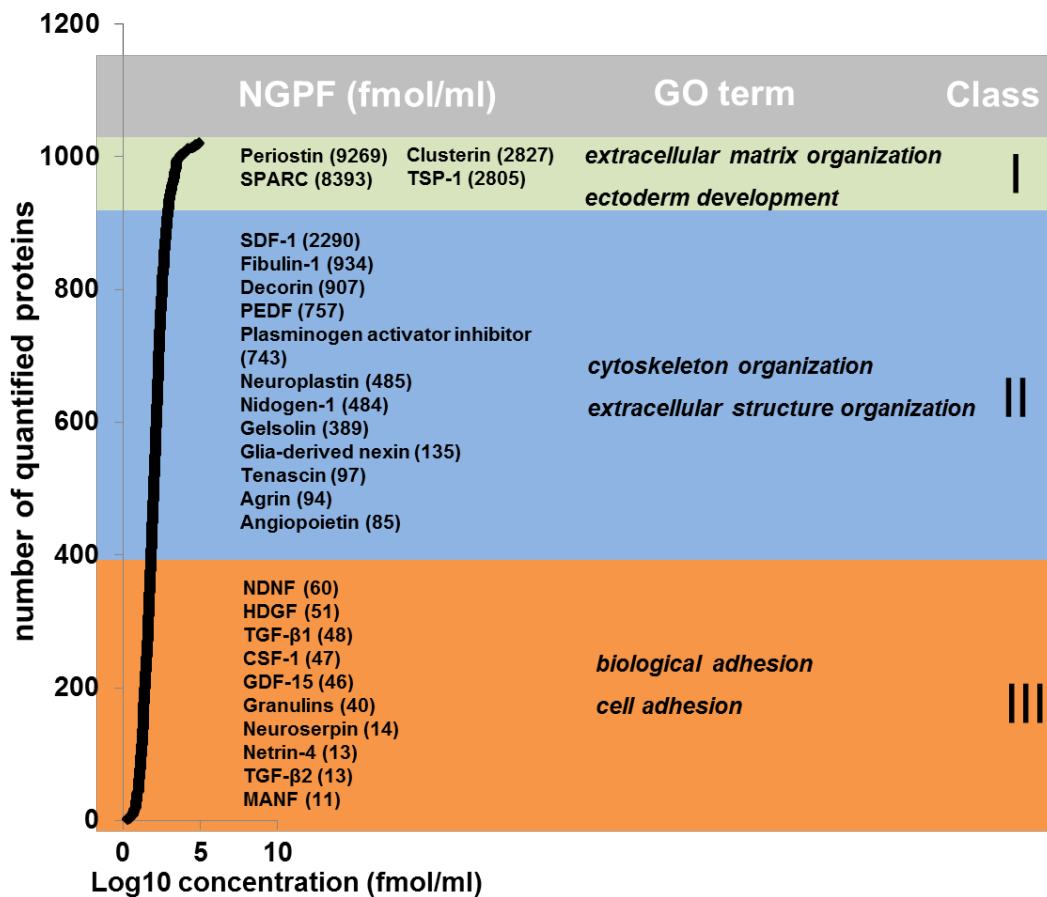 1200
1000
800
600
400
200
0
number of quantified proteins
0 5 10
Log10 concentration (fmol/ml)
NGPF (fmol/ml) GO term Class
Periostin (9269) Clusterin (2827)
SPARC (8393) TSP-1 (2805)
extracellular matrix organization
ectoderm development
I
SDF-1 (2290)
Fibulin-1 (934)
Decorin (907)
PEDF (757)
Plasminogen activator inhibitor
(743)
Neuroplastin (485)
Nidogen-1 (484)
Gelsolin (389)
Glia-derived nexin (135)
Tenascin (97)
Agrin (94)
Angiopoietin (85)
cytoskeleton organization
extracellular structure organization
II
NDNF (60)
HDGF (51)
TGF-β1 (48)
CSF-1 (47)
GDF-15 (46)
Granulins (40)
Neuroserpin (14)
Netrin-4 (13)
TGF-β2 (13)
MANF (11)
biological adhesion
cell adhesion
III